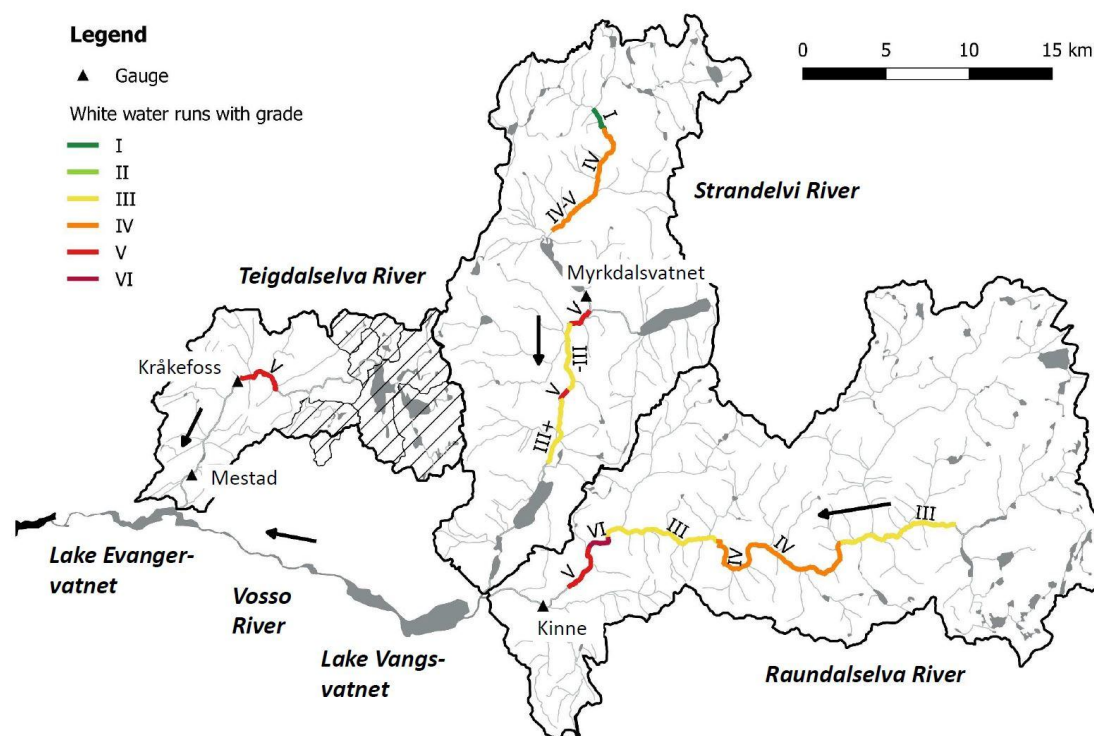 Legend
Gauge
White water runs with grade
I
II
III
IV
V
VI
0 5 10 15 km
I
IV
IV-V
Strandelvi River
Teigdalselva River
Myrkdalsvatnet
V
III-
Kråkefoss
V
V
III+
Mestad
III
VI
III
IV
IV
V
Lake Evanger-
vatnet
Vosso
River
Kinne
Lake Vangs-
vatnet
Raundalselva River